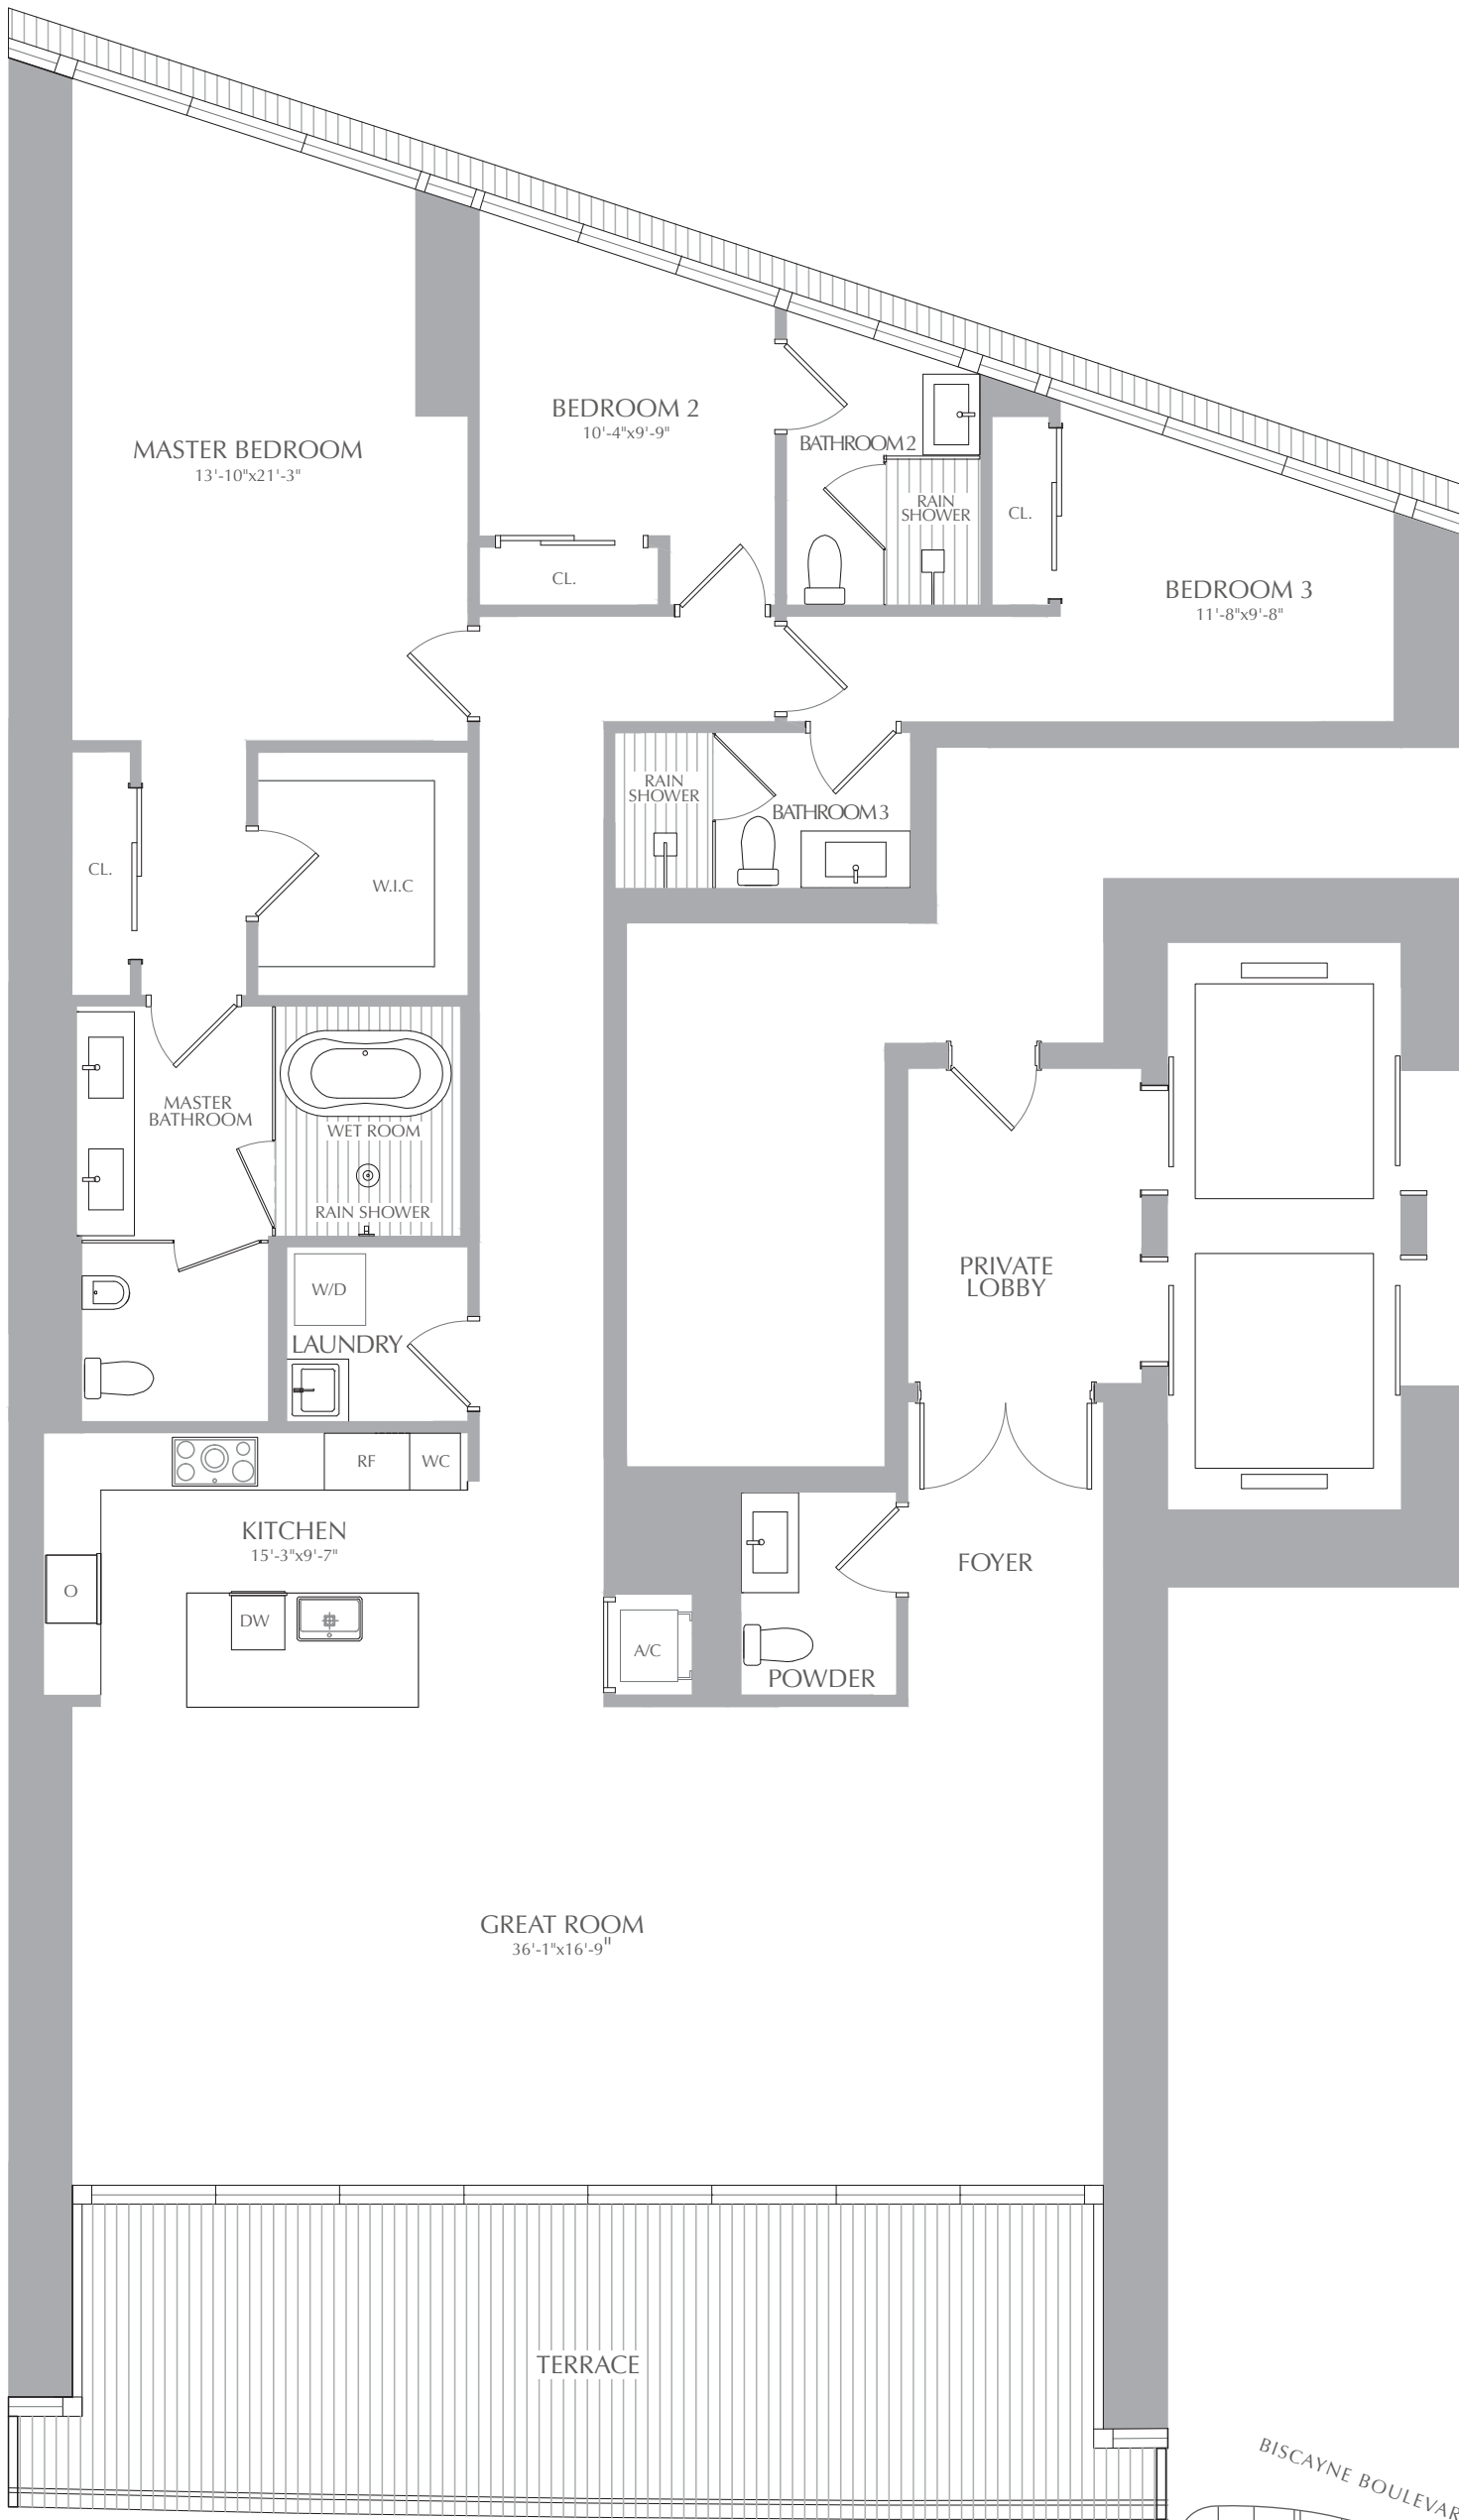 BEDROOM 2
10'-4"x9'-9"
MASTER BEDROOM
13'-10"x21'-3"
BATHROOM 2
RAIN
SHOWER
CL.
CL.
BEDROOM 3
11'-8"x9'-8"
RAIN
SHOWER
BATHROOM 3
CL.
W.I.C
MASTER
BATHROOM
WET ROOM
RAIN SHOWER
PRIVATE
LOBBY
W/D
LAUNDRY
RF
WC
KITCHEN
15'-3"x9'-7"
FOYER
O
DW
A/C
POWDER
GREAT ROOM
36'-1"x16'-9"
TERRACE
BISCAYNE BOULEVAR